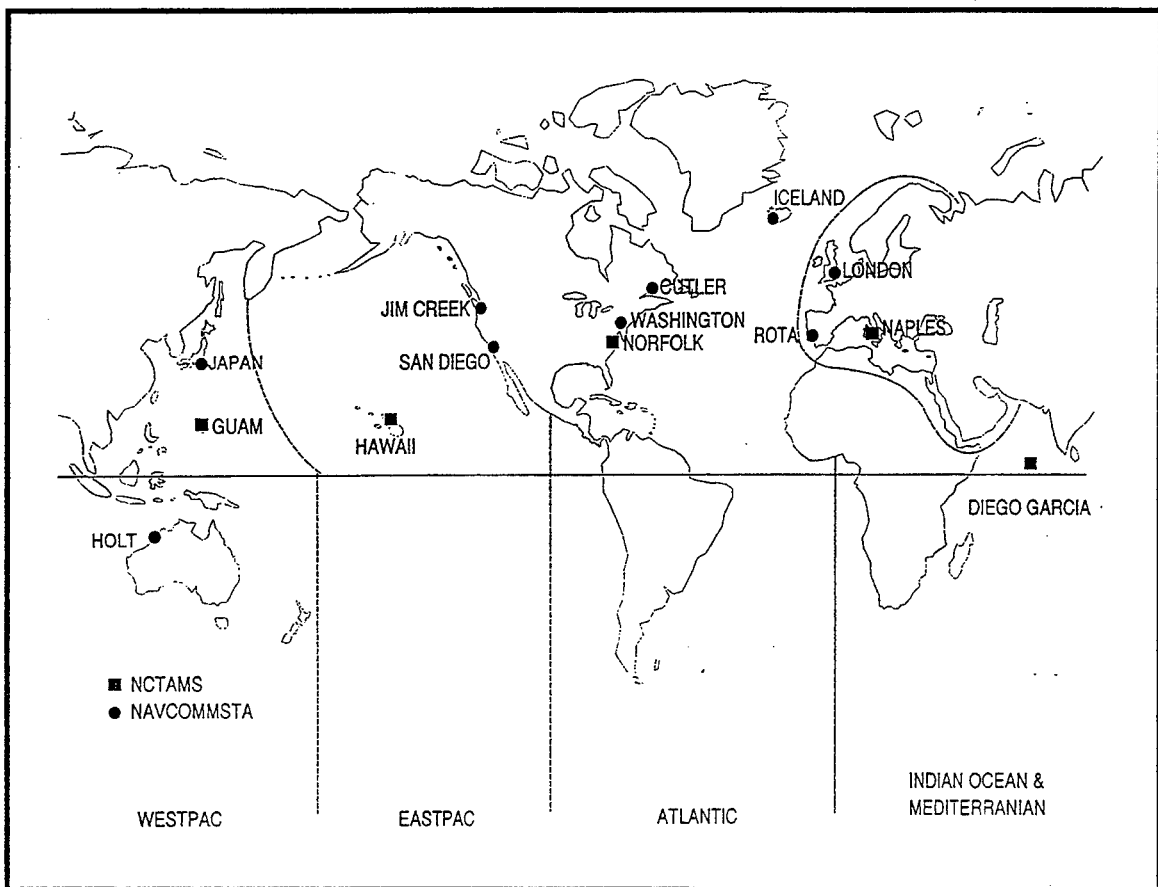 ICELAND
LONDON
CUTLER
JIM CREEK
WASHINGTON
ROTA
NAPLES
NORFOLK
SAN DIEGO
JAPAN
GUAM
HAWAII
DIEGO GARCIA
HOLT
NCTAMS
NAVCOMMSTA
INDIAN OCEAN &
MEDITERRANIAN
WESTPAC
EASTPAC
ATLANTIC